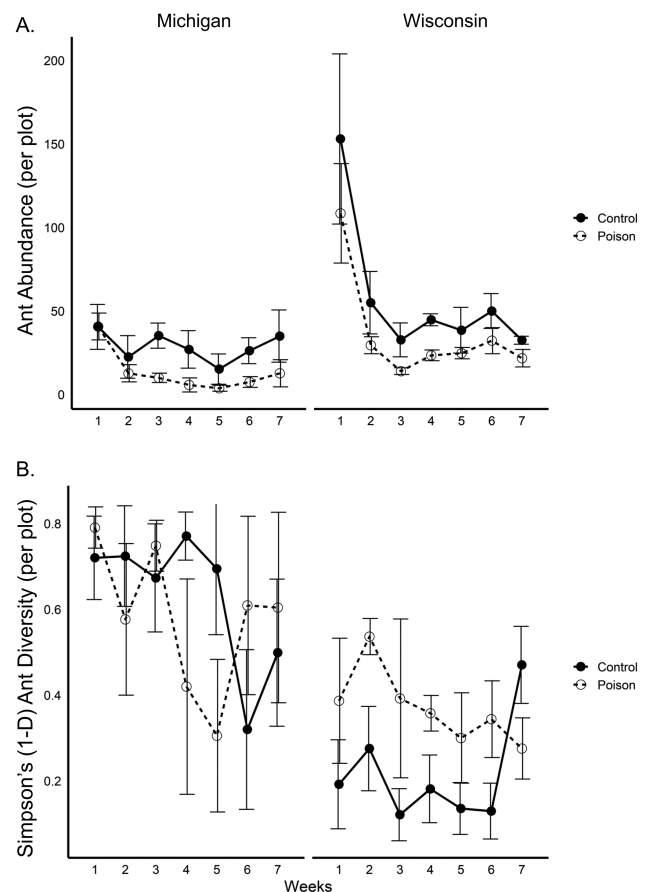 A.
Michigan
Wisconsin
Ant Abundance (per plot)
200
150
100
50
0
1 2 3 4 5 6 7
1 2 3 4 5 6 7
Control
Poison
B.
Simpson's (1-D) Ant Diversity (per plot)
0.8
0.6
0.4
0.2
1 2 3 4 5 6 7
1 2 3 4 5 6 7
Control
Poison
Weeks